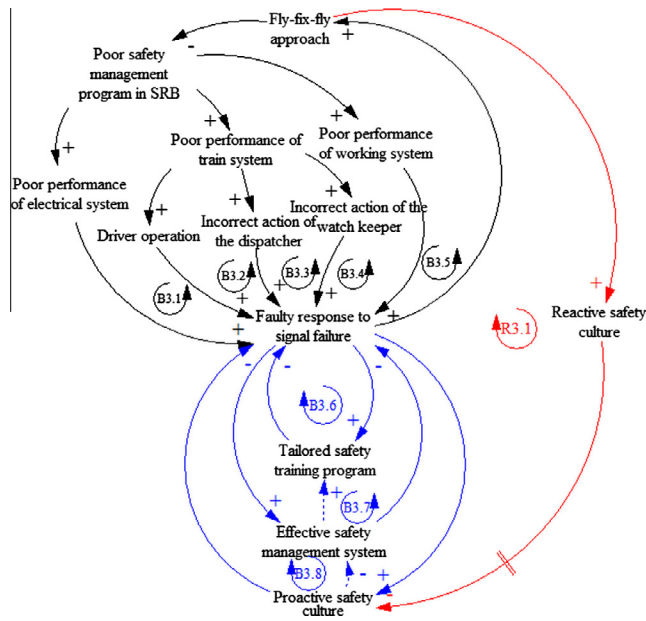 Fly-fix-fly
approach
+
-
Poor safety
management
program in SRB
+
+
+
Poor performance of
train system
Poor performance
of working system
Poor performance
of electrical system
+
+
+
Incorrect action of
the dispatcher
Incorrect action of the
watch keeper
Driver operation
B3.1
B3.2
B3.3
B3.4
B3.5
+
+
+
+
+
Faulty response to
signal failure
+
Reactive safety
culture
R3.1
-
-
-
B3.6
+
Tailored safety
training program
+
B3.7
+
Effective safety
management system
B3.8
-
+
-
Proactive safety
culture